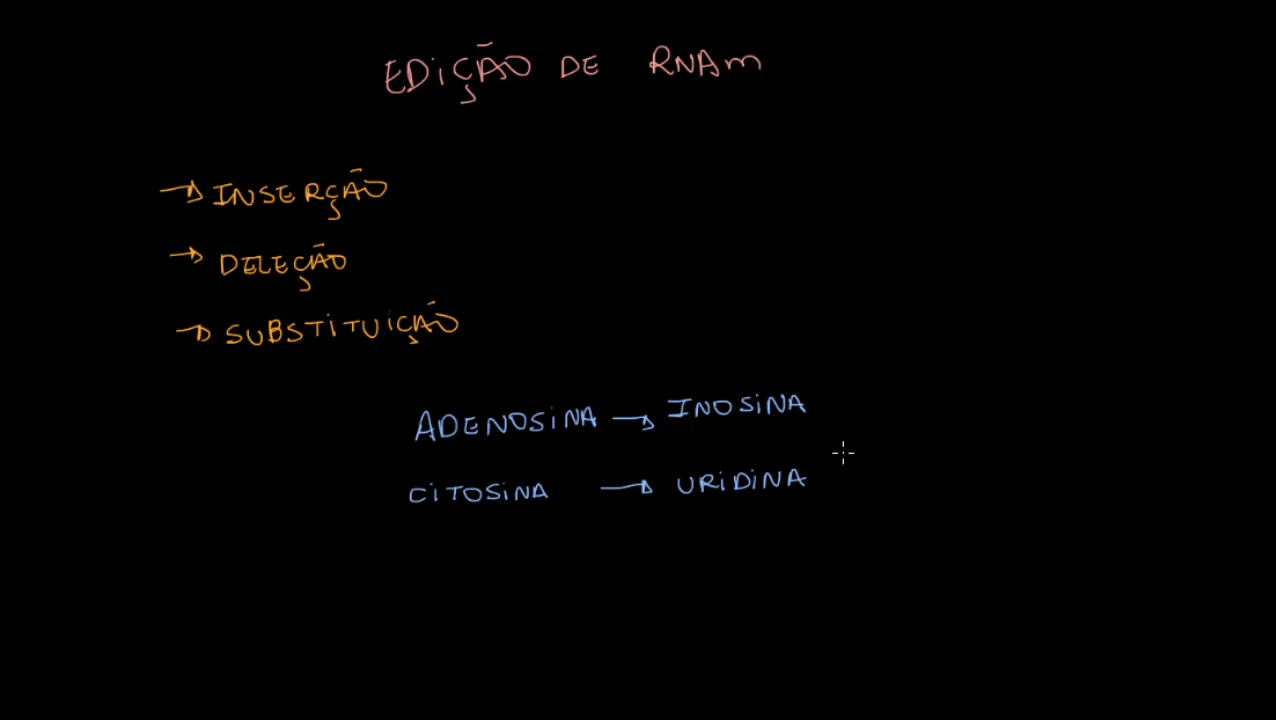 EDIÇÃO DE RNAm
→ INSERÇÃO
→ DELEÇÃO
→ SUBSTITUIÇÃO
ADENOSINA → INOSINA
CITOSINA → URIDINA